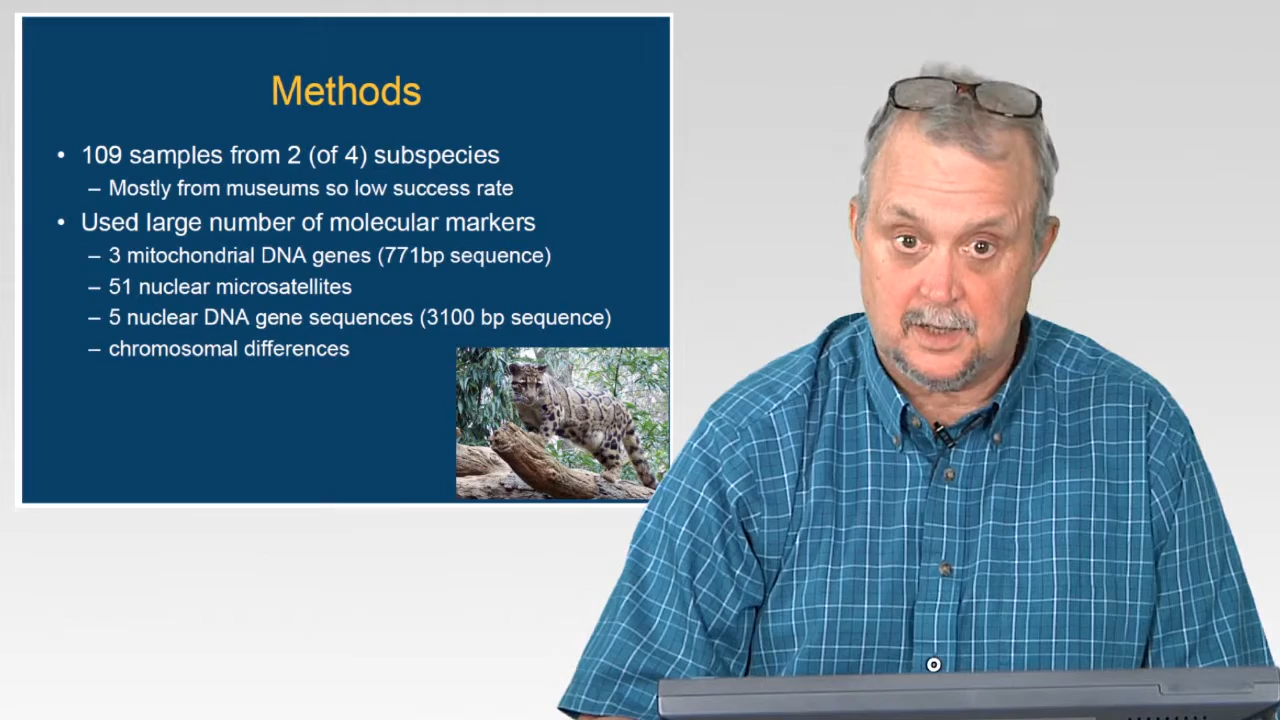 Methods
• 109 samples from 2 (of 4) subspecies
– Mostly from museums so low success rate
• Used large number of molecular markers
– 3 mitochondrial DNA genes (771bp sequence)
– 51 nuclear microsatellites
– 5 nuclear DNA gene sequences (3100 bp sequence)
– chromosomal differences